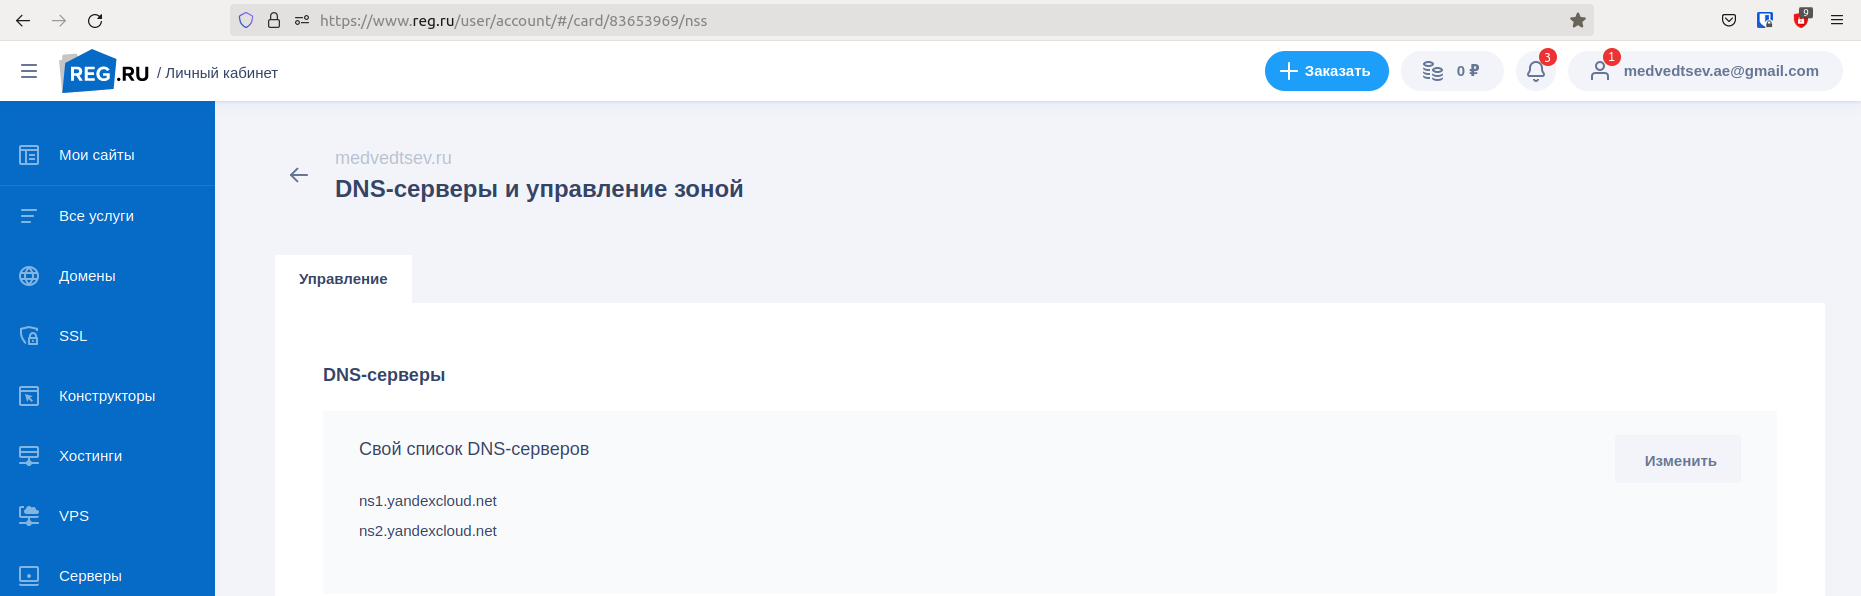 https://www.reg.ru/user/account/#/card/83653969/nss
9
REG.RU / Личный кабинет
Заказать
0 ₽
3
1
medvedtsev.ae@gmail.com
Мои сайты
Все услуги
Домены
SSL
Конструкторы
Хостинги
VPS
Серверы
medvedtsev.ru
DNS-серверы и управление зоной
Управление
DNS-серверы
Свой список DNS-серверов
Изменить
ns1.yandexcloud.net
ns2.yandexcloud.net